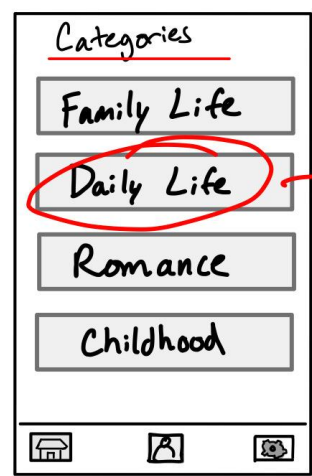 Categories
Family Life
Daily Life
Romance
Childhood